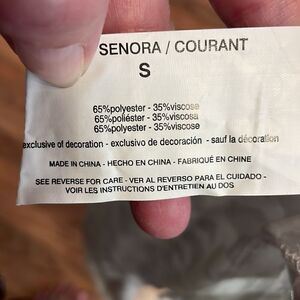 SENORA / COURANT
S
65%polyester - 35%viscose
65%poliéster - 35%viscosa
65%polyester - 35%viscose
exclusive of decoration - exclusivo de decoración - sauf la décoration
MADE IN CHINA - HECHO EN CHINA - FABRIQUÉ EN CHINE
SEE REVERSE FOR CARE - VER AL REVERSO PARA EL CUIDADO -
VOIR LES INSTRUCTIONS D'ENTRETIEN AU DOS